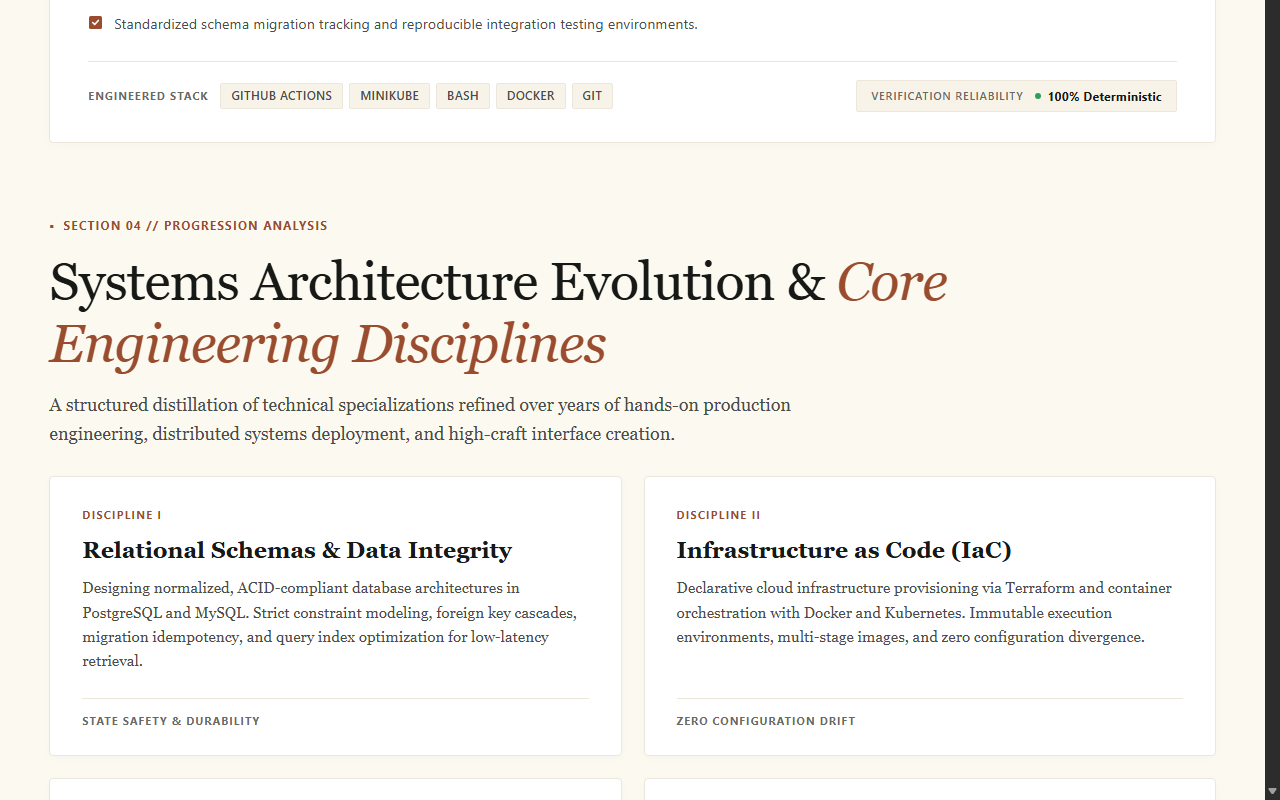 Standardized schema migration tracking and reproducible integration testing environments.
ENGINEERED STACK GITHUB ACTIONS MINIKUBE BASH DOCKER GIT VERIFICATION RELIABILITY 100% Deterministic
SECTION 04 // PROGRESSION ANALYSIS
Systems Architecture Evolution & Core
Engineering Disciplines
A structured distillation of technical specializations refined over years of hands-on production
engineering, distributed systems deployment, and high-craft interface creation.
DISCIPLINE I
Relational Schemas & Data Integrity
Designing normalized, ACID-compliant database architectures in
PostgreSQL and MySQL. Strict constraint modeling, foreign key cascades,
migration idempotency, and query index optimization for low-latency
retrieval.
STATE SAFETY & DURABILITY
DISCIPLINE II
Infrastructure as Code (IaC)
Declarative cloud infrastructure provisioning via Terraform and container
orchestration with Docker and Kubernetes. Immutable execution
environments, multi-stage images, and zero configuration divergence.
ZERO CONFIGURATION DRIFT